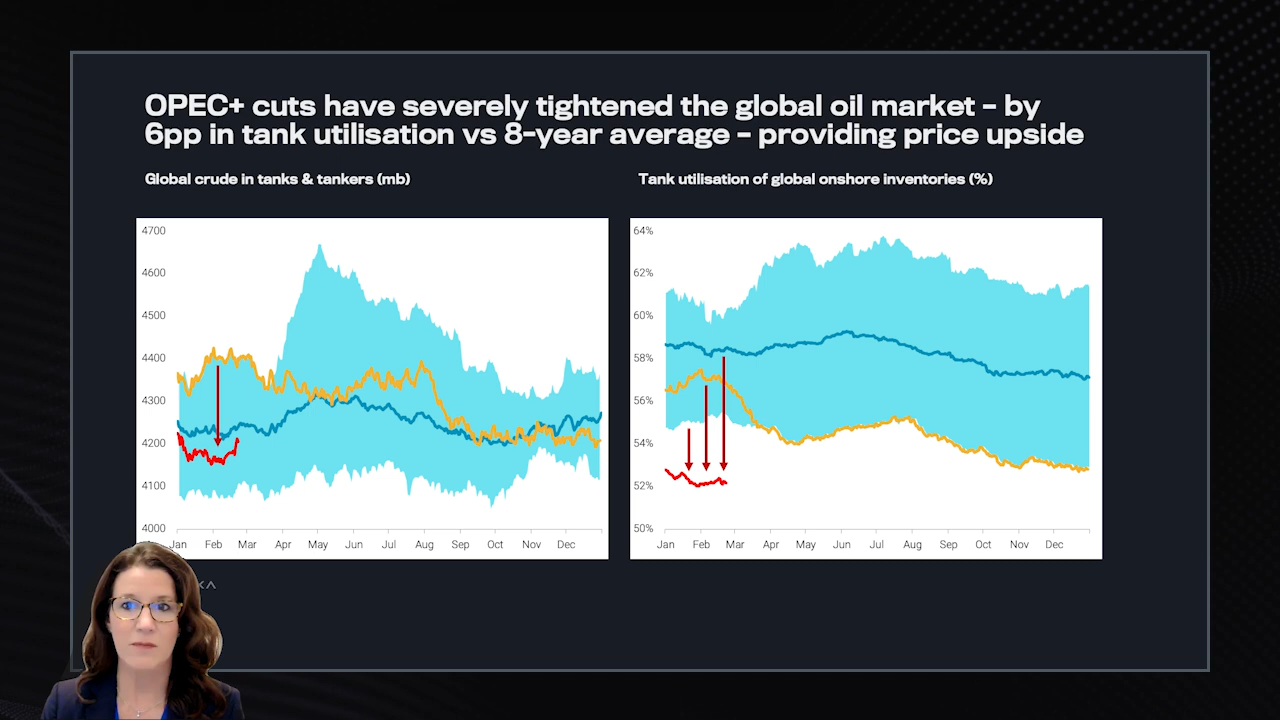 OPEC+ cuts have severely tightened the global oil market – by
6pp in tank utilisation vs 8-year average – providing price upside
Global crude in tanks & tankers (mb)
4700
4600
4500
4400
4300
4200
4100
4000
Jan Feb Mar Apr May Jun Jul Aug Sep Oct Nov Dec
Tank utilisation of global onshore inventories (%)
64%
62%
60%
58%
56%
54%
52%
50%
Jan Feb Mar Apr May Jun Jul Aug Sep Oct Nov Dec